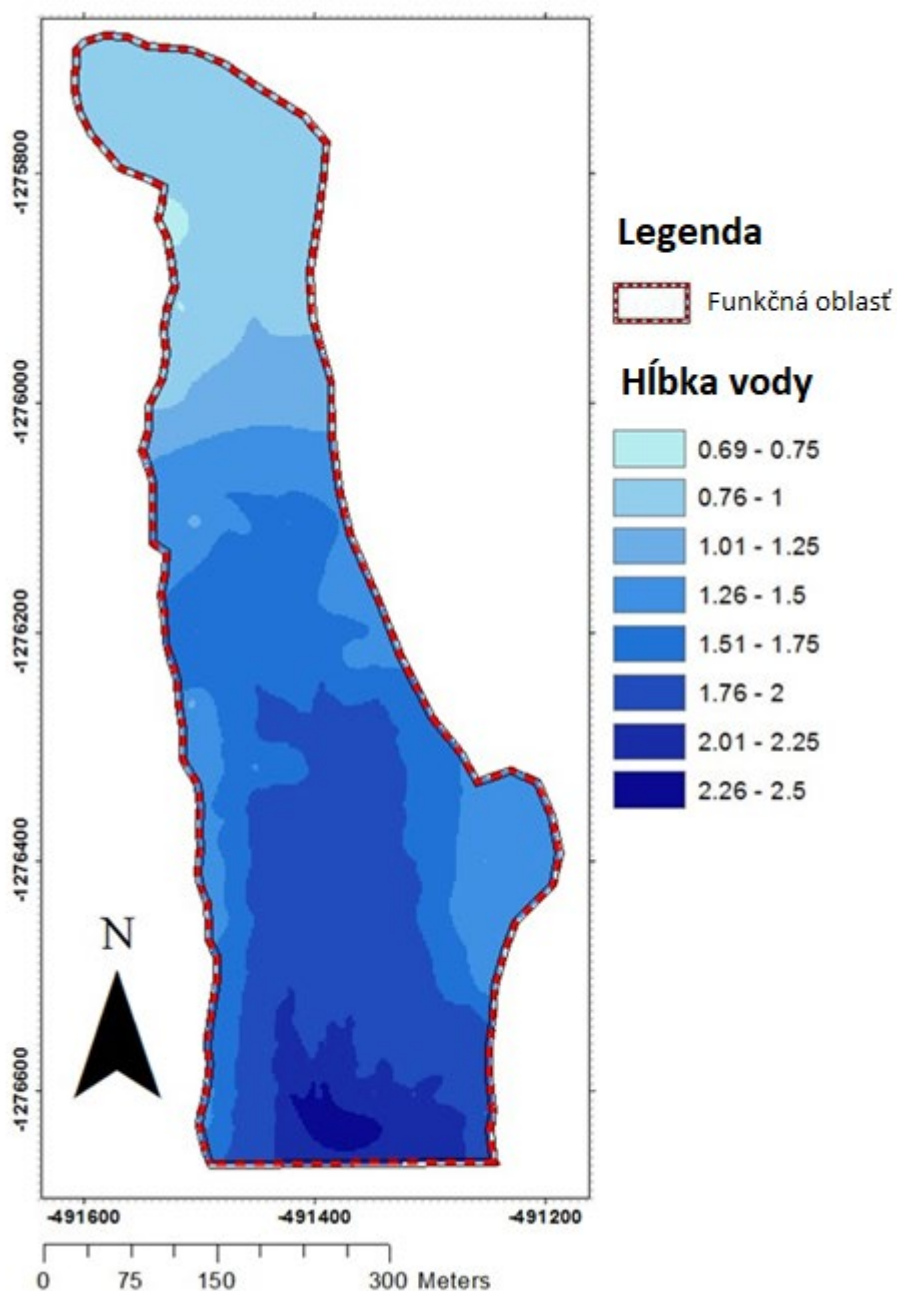 -1275800
-1276000
-1276200
-1276400
-1276600
N
-491600
-491400
-491200
0
75
150
300 Meters
Legenda
Funkčná oblasť
Hĺbka vody
0.69 - 0.75
0.76 - 1
1.01 - 1.25
1.26 - 1.5
1.51 - 1.75
1.76 - 2
2.01 - 2.25
2.26 - 2.5